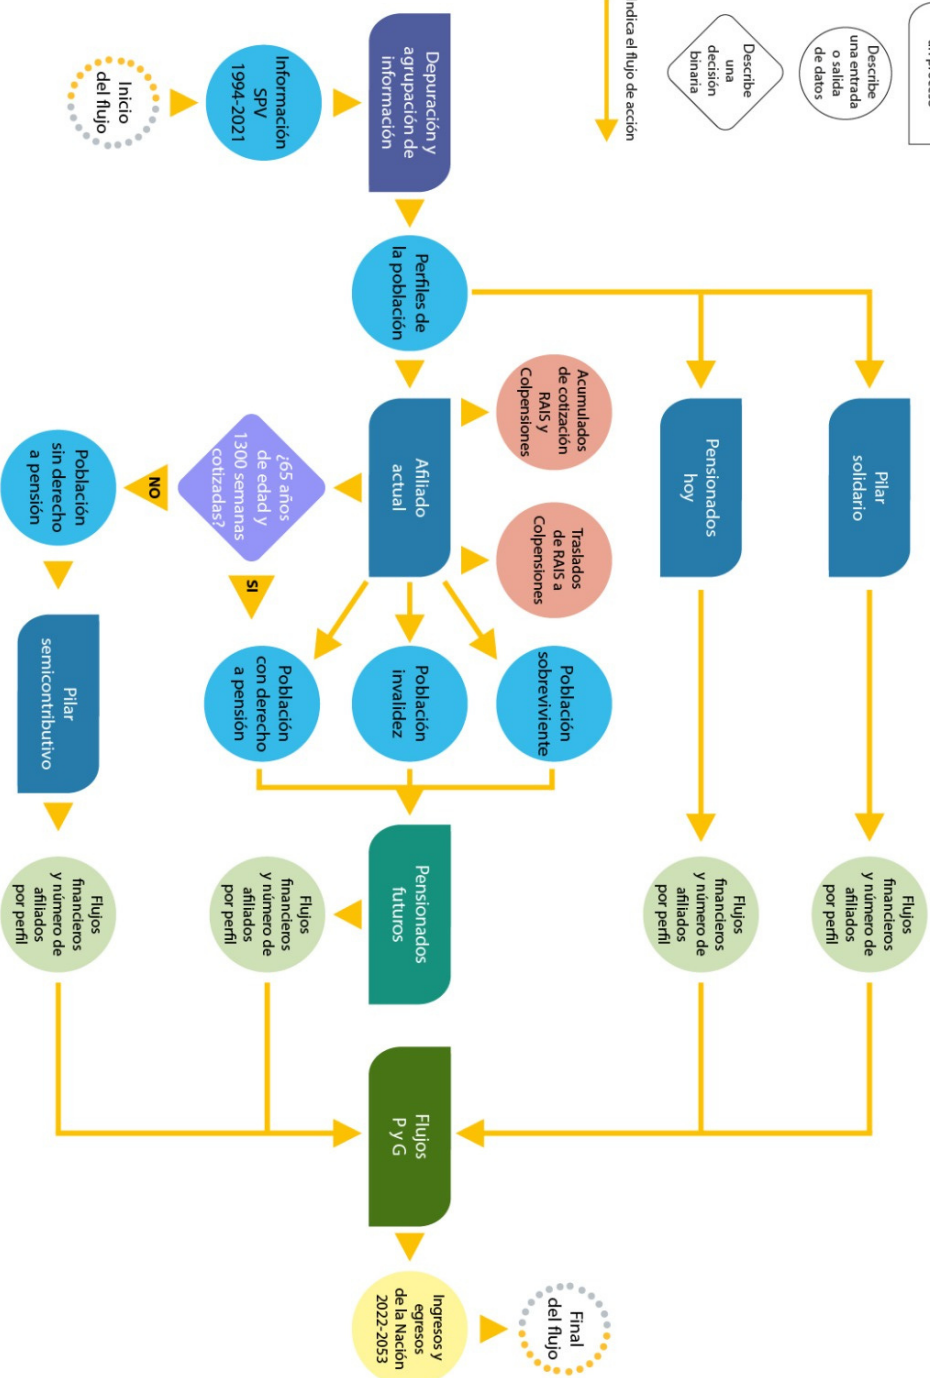 Describe
una entrada
o salida
de datos
Describe
una
decisión
binaria
indica el flujo de acción
Inicio
del flujo
Información
SPV
1994-2021
Depuración y
agrupación de
información
Perfiles de
la población
Pilar
solidario
Pensionados
hoy
Acumulados
de cotización
RAIS y
Colpensiones
Traslados
de RAIS a
Colpensiones
Afiliado
actual
¿65 años
de edad y
1300 semanas
cotizadas?
NO
SI
Población
sin derecho
a pensión
Población
sobreviviente
Población
invalidez
Población
con derecho
a pensión
Pilar
semicontributivo
Pensionados
futuros
Flujos
financieros
y número de
afiliados
por perfil
Flujos
financieros
y número de
afiliados
por perfil
Flujos
financieros
y número de
afiliados
por perfil
Flujos
financieros
y número de
afiliados
por perfil
Flujos
P y G
Ingresos y
egresos
de la Nación
2022-2053
Final
del flujo